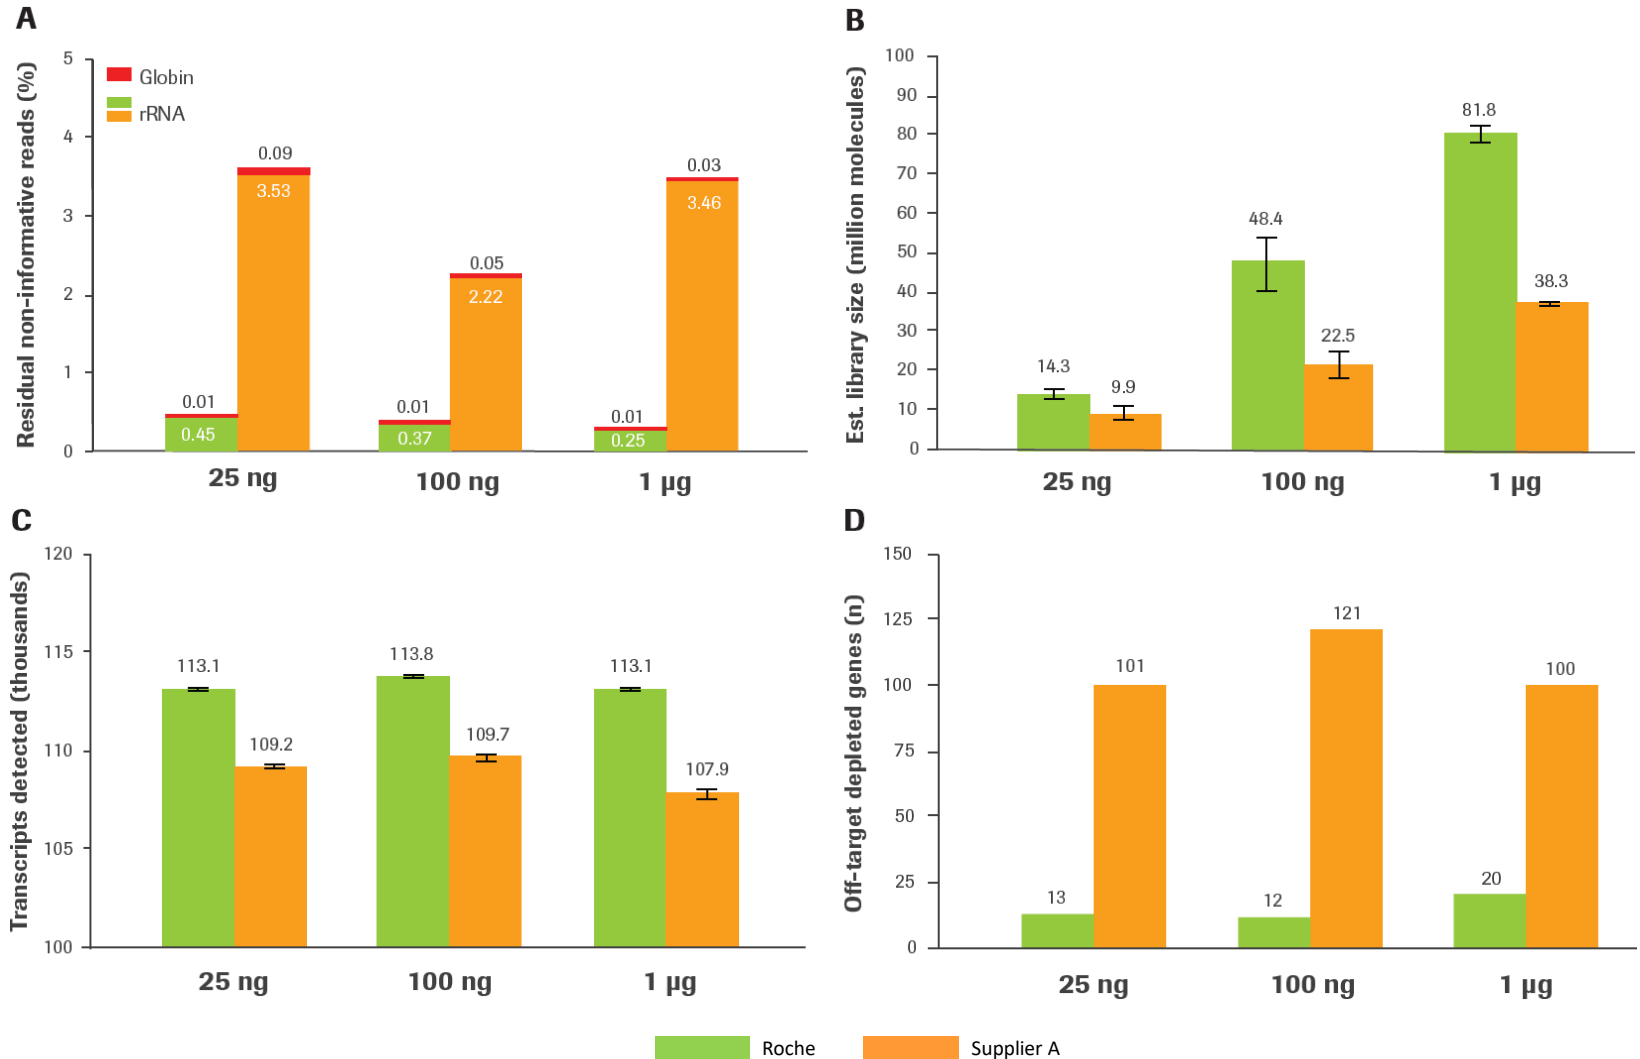 A
Residual non-informative reads (%)
5
4
3
2
1
0
Globin
rRNA
0.01
0.45
0.09
3.53
0.01
0.37
0.05
2.22
0.01
0.25
0.03
3.46
25 ng
100 ng
1 µg
B
Est. library size (million molecules)
100
90
80
70
60
50
40
30
20
10
0
14.3
9.9
48.4
22.5
81.8
38.3
25 ng
100 ng
1 µg
C
Transcripts detected (thousands)
120
115
110
105
100
113.1
109.2
113.8
109.7
113.1
107.9
25 ng
100 ng
1 µg
D
Off-target depleted genes (n)
150
125
100
75
50
25
0
13
101
12
121
20
100
25 ng
100 ng
1 µg
Roche
Supplier A